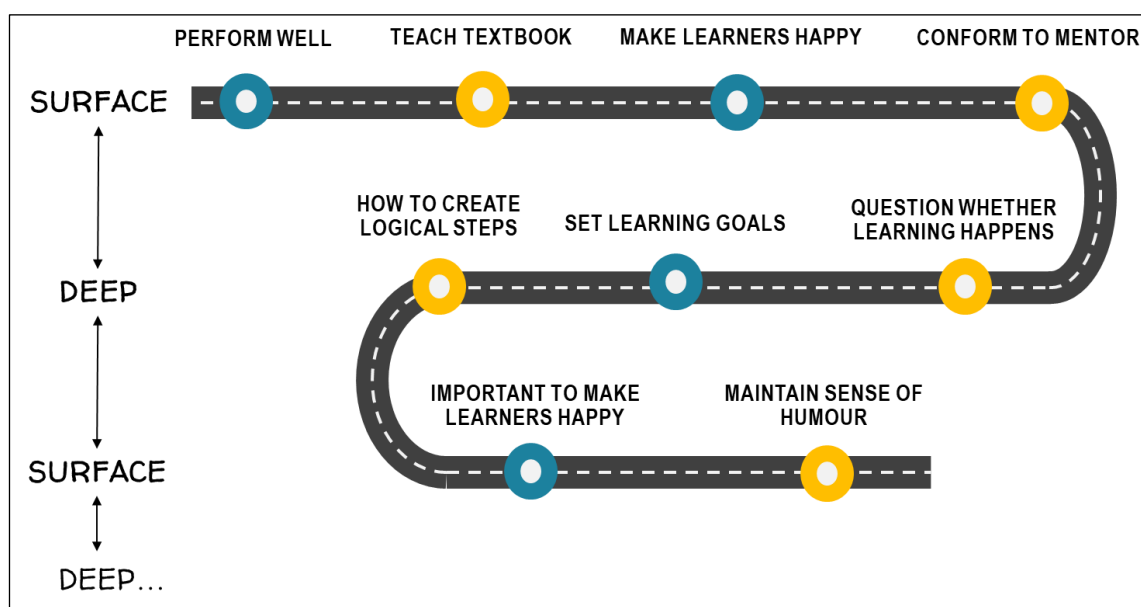 PERFORM WELL
TEACH TEXTBOOK
MAKE LEARNERS HAPPY
CONFORM TO MENTOR
SURFACE
HOW TO CREATE
LOGICAL STEPS
SET LEARNING GOALS
QUESTION WHETHER
LEARNING HAPPENS
DEEP
IMPORTANT TO MAKE
LEARNERS HAPPY
MAINTAIN SENSE OF
HUMOUR
SURFACE
DEEP...